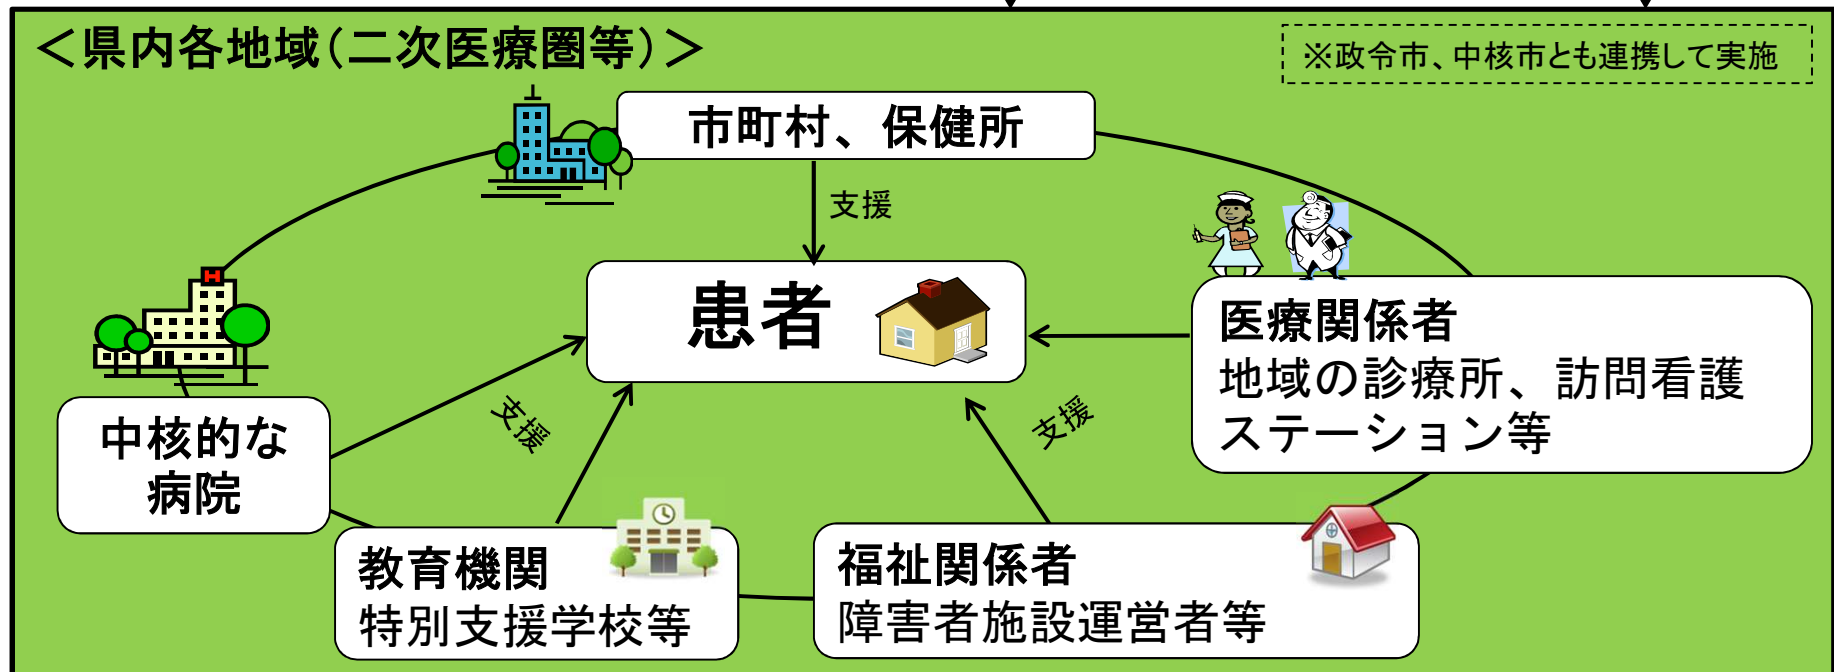 ＜県内各地域（二次医療圏等）＞
※政令市、中核市とも連携して実施
市町村、保健所
支援
患者
医療関係者
地域の診療所、訪問看護
ステーション等
中核的な
病院
支援
支援
教育機関
特別支援学校等
福祉関係者
障害者施設運営者等
H